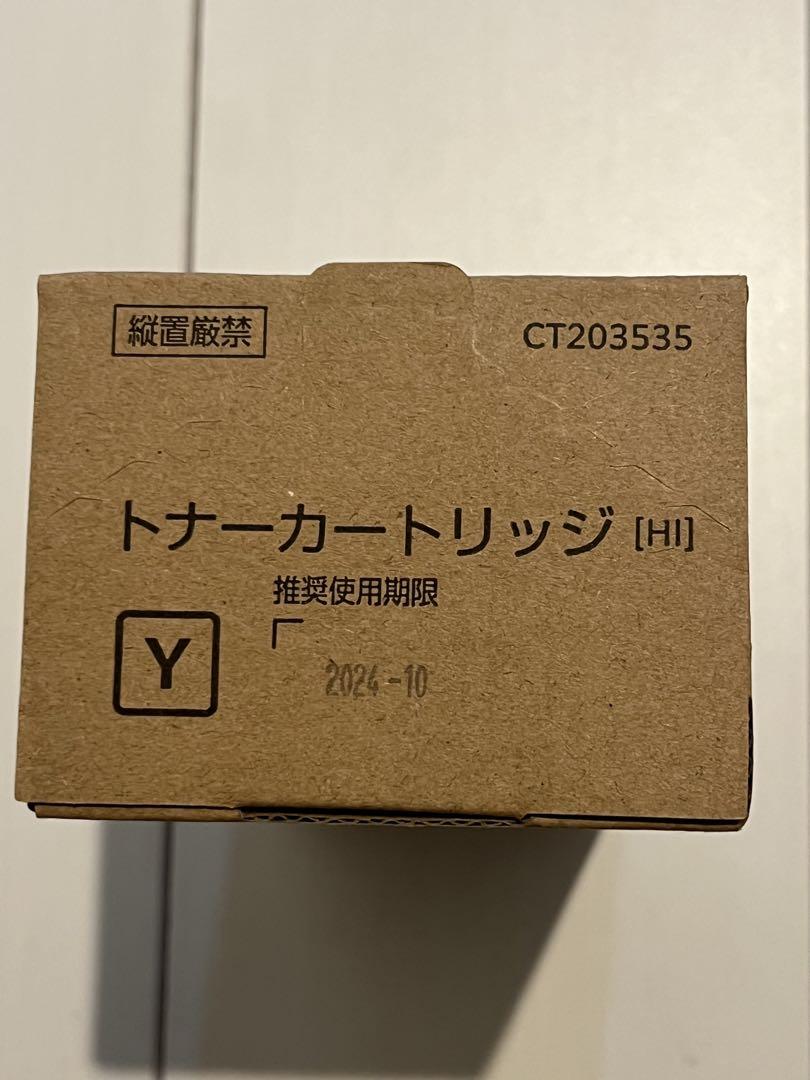 縦置厳禁
CT203535
トナーカートリッジ [HI]
推奨使用期限
Y
2024-10